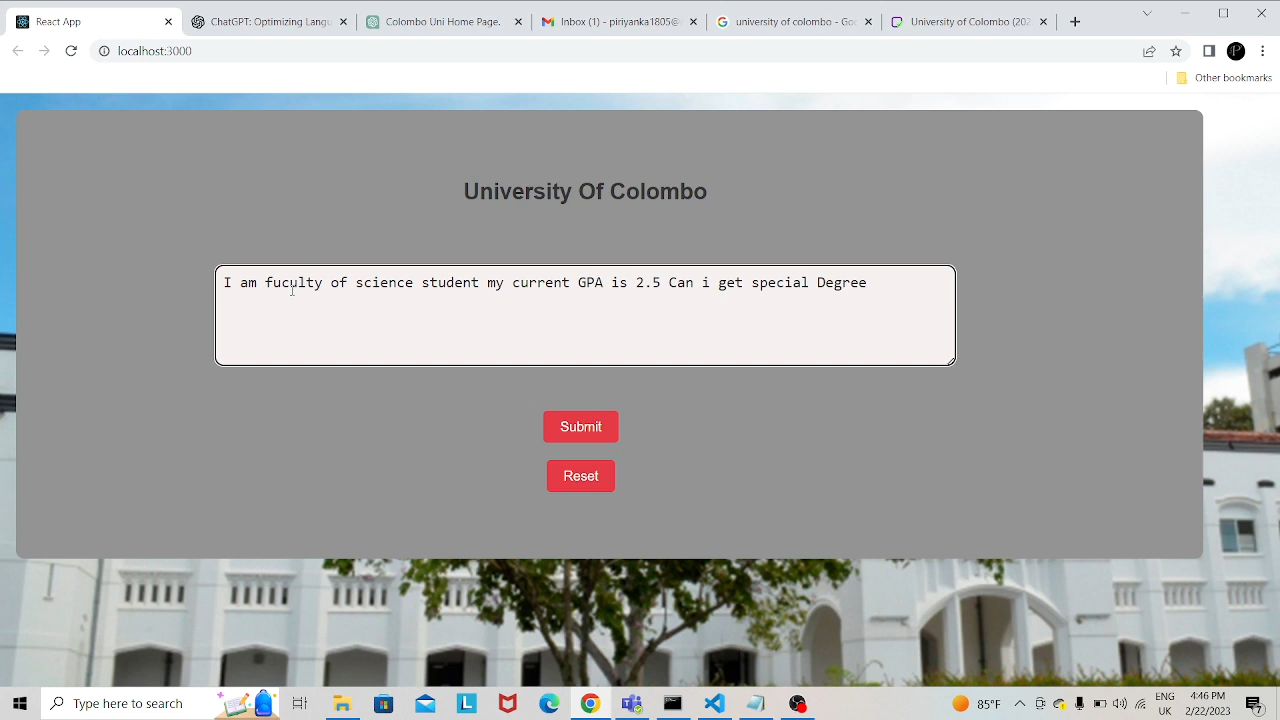 React App
ChatGPT: Optimizing Langu
Colombo Uni Home Page.
Inbox (1) - piriyanka1805@
university of colombo - Goo
University of Colombo (202
localhost:3000
Other bookmarks
University Of Colombo
I am fuculty of science student my current GPA is 2.5 Can i get special Degree
Submit
Reset
Type here to search
85°F
ENG
UK
4:46 PM
2/22/2023
7